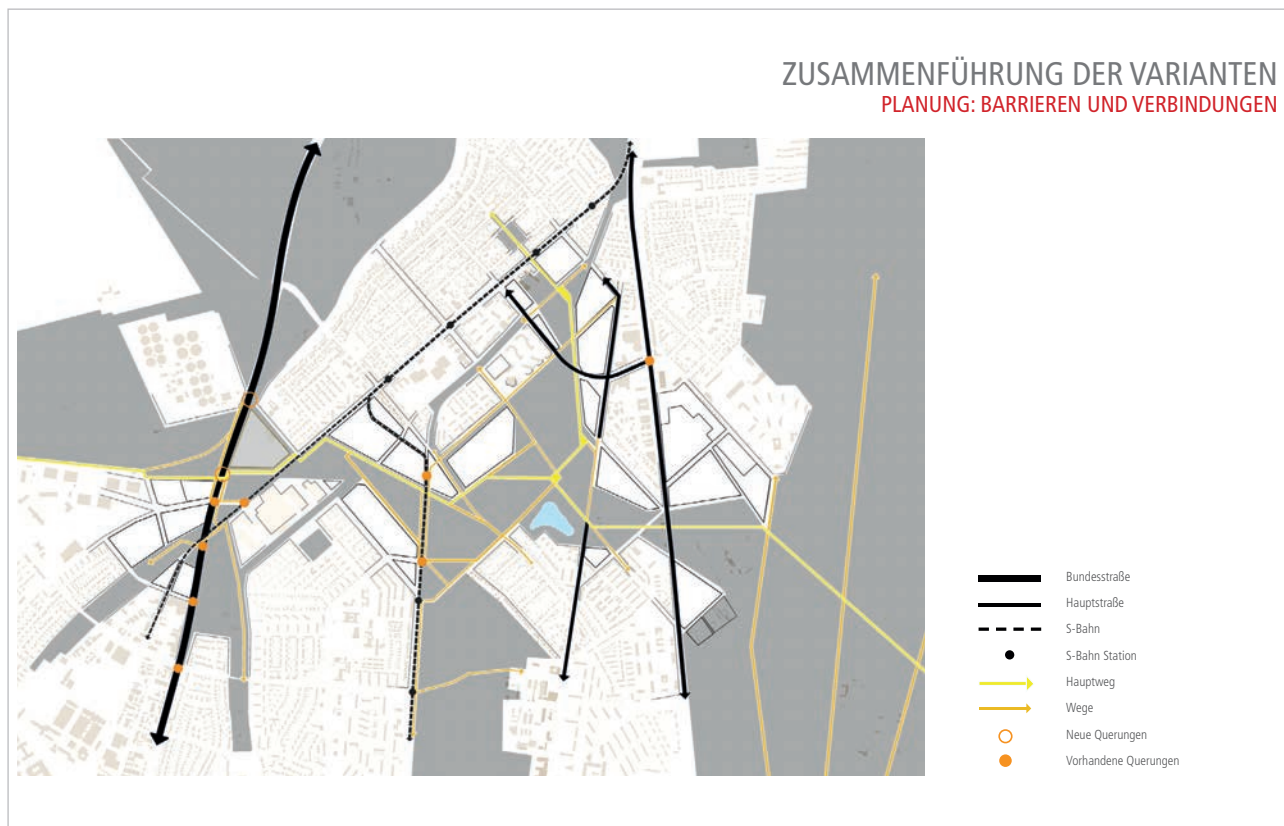 ZUSAMMENFÜHRUNG DER VARIANTEN
PLANUNG: BARRIEREN UND VERBINDUNGEN
Bundesstraße
Hauptstraße
S-Bahn
S-Bahn Station
Hauptweg
Wege
Neue Querungen
Vorhandene Querungen